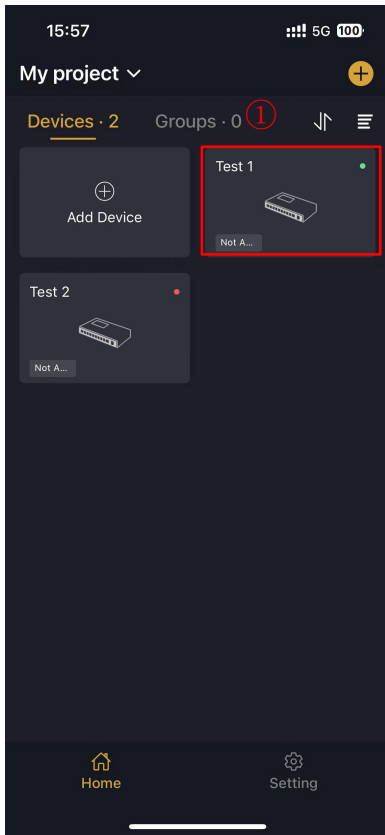 15:57 5G 100
My project
Devices · 2 Groups · 0 ①
Add Device
Test 1
Not A...
Test 2
Not A...
Home Setting